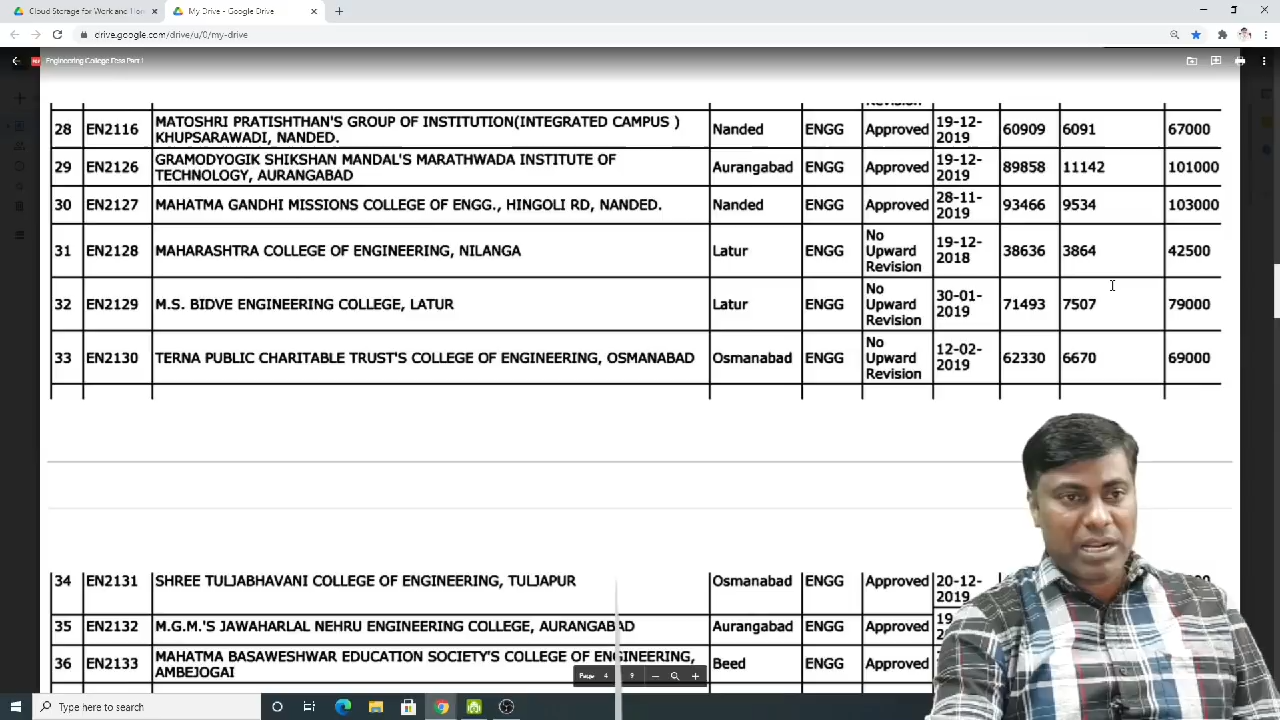 Cloud Storage for Work and Hom
My Drive - Google Drive
drive.google.com/drive/u/0/my-drive
Engineering College Fess Part 1
28 EN2116 MATOSHRI PRATISHTHAN'S GROUP OF INSTITUTION(INTEGRATED CAMPUS ) KHUPSARAWADI, NANDED. Nanded ENGG Approved 19-12-2019 60909 6091 67000
29 EN2126 GRAMODYOGIK SHIKSHAN MANDAL'S MARATHWADA INSTITUTE OF TECHNOLOGY, AURANGABAD Aurangabad ENGG Approved 19-12-2019 89858 11142 101000
30 EN2127 MAHATMA GANDHI MISSIONS COLLEGE OF ENGG., HINGOLI RD, NANDED. Nanded ENGG Approved 28-11-2019 93466 9534 103000
31 EN2128 MAHARASHTRA COLLEGE OF ENGINEERING, NILANGA Latur ENGG No Upward Revision 19-12-2018 38636 3864 42500
32 EN2129 M.S. BIDVE ENGINEERING COLLEGE, LATUR Latur ENGG No Upward Revision 30-01-2019 71493 7507 79000
33 EN2130 TERNA PUBLIC CHARITABLE TRUST'S COLLEGE OF ENGINEERING, OSMANABAD Osmanabad ENGG No Upward Revision 12-02-2019 62330 6670 69000
34 EN2131 SHREE TULJABHAVANI COLLEGE OF ENGINEERING, TULJAPUR Osmanabad ENGG Approved 20-12-2019
35 EN2132 M.G.M.'S JAWAHARLAL NEHRU ENGINEERING COLLEGE, AURANGABAD Aurangabad ENGG Approved
36 EN2133 MAHATMA BASAWESHWAR EDUCATION SOCIETY'S COLLEGE OF ENGINEERING, AMBEJOGAI Beed ENGG Approved
Page 4 9
Type here to search